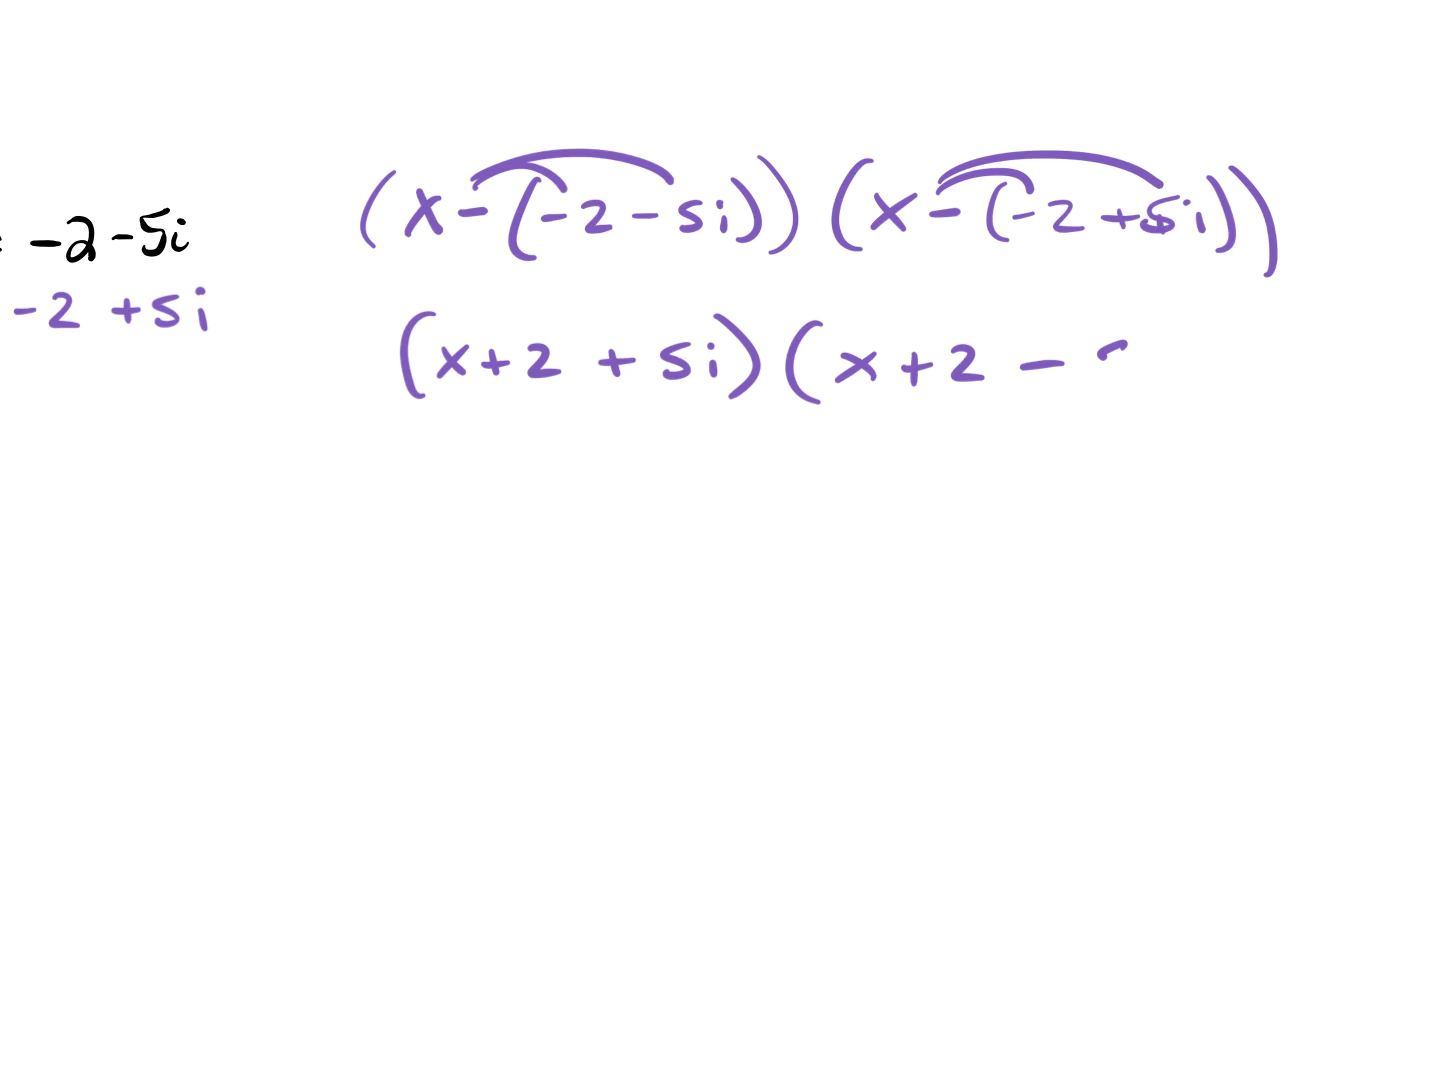 -2 -5i
-2 +5i
(x-(-2-5i)) (x-(-2+5i))
(x+2 +5i)(x+2 -